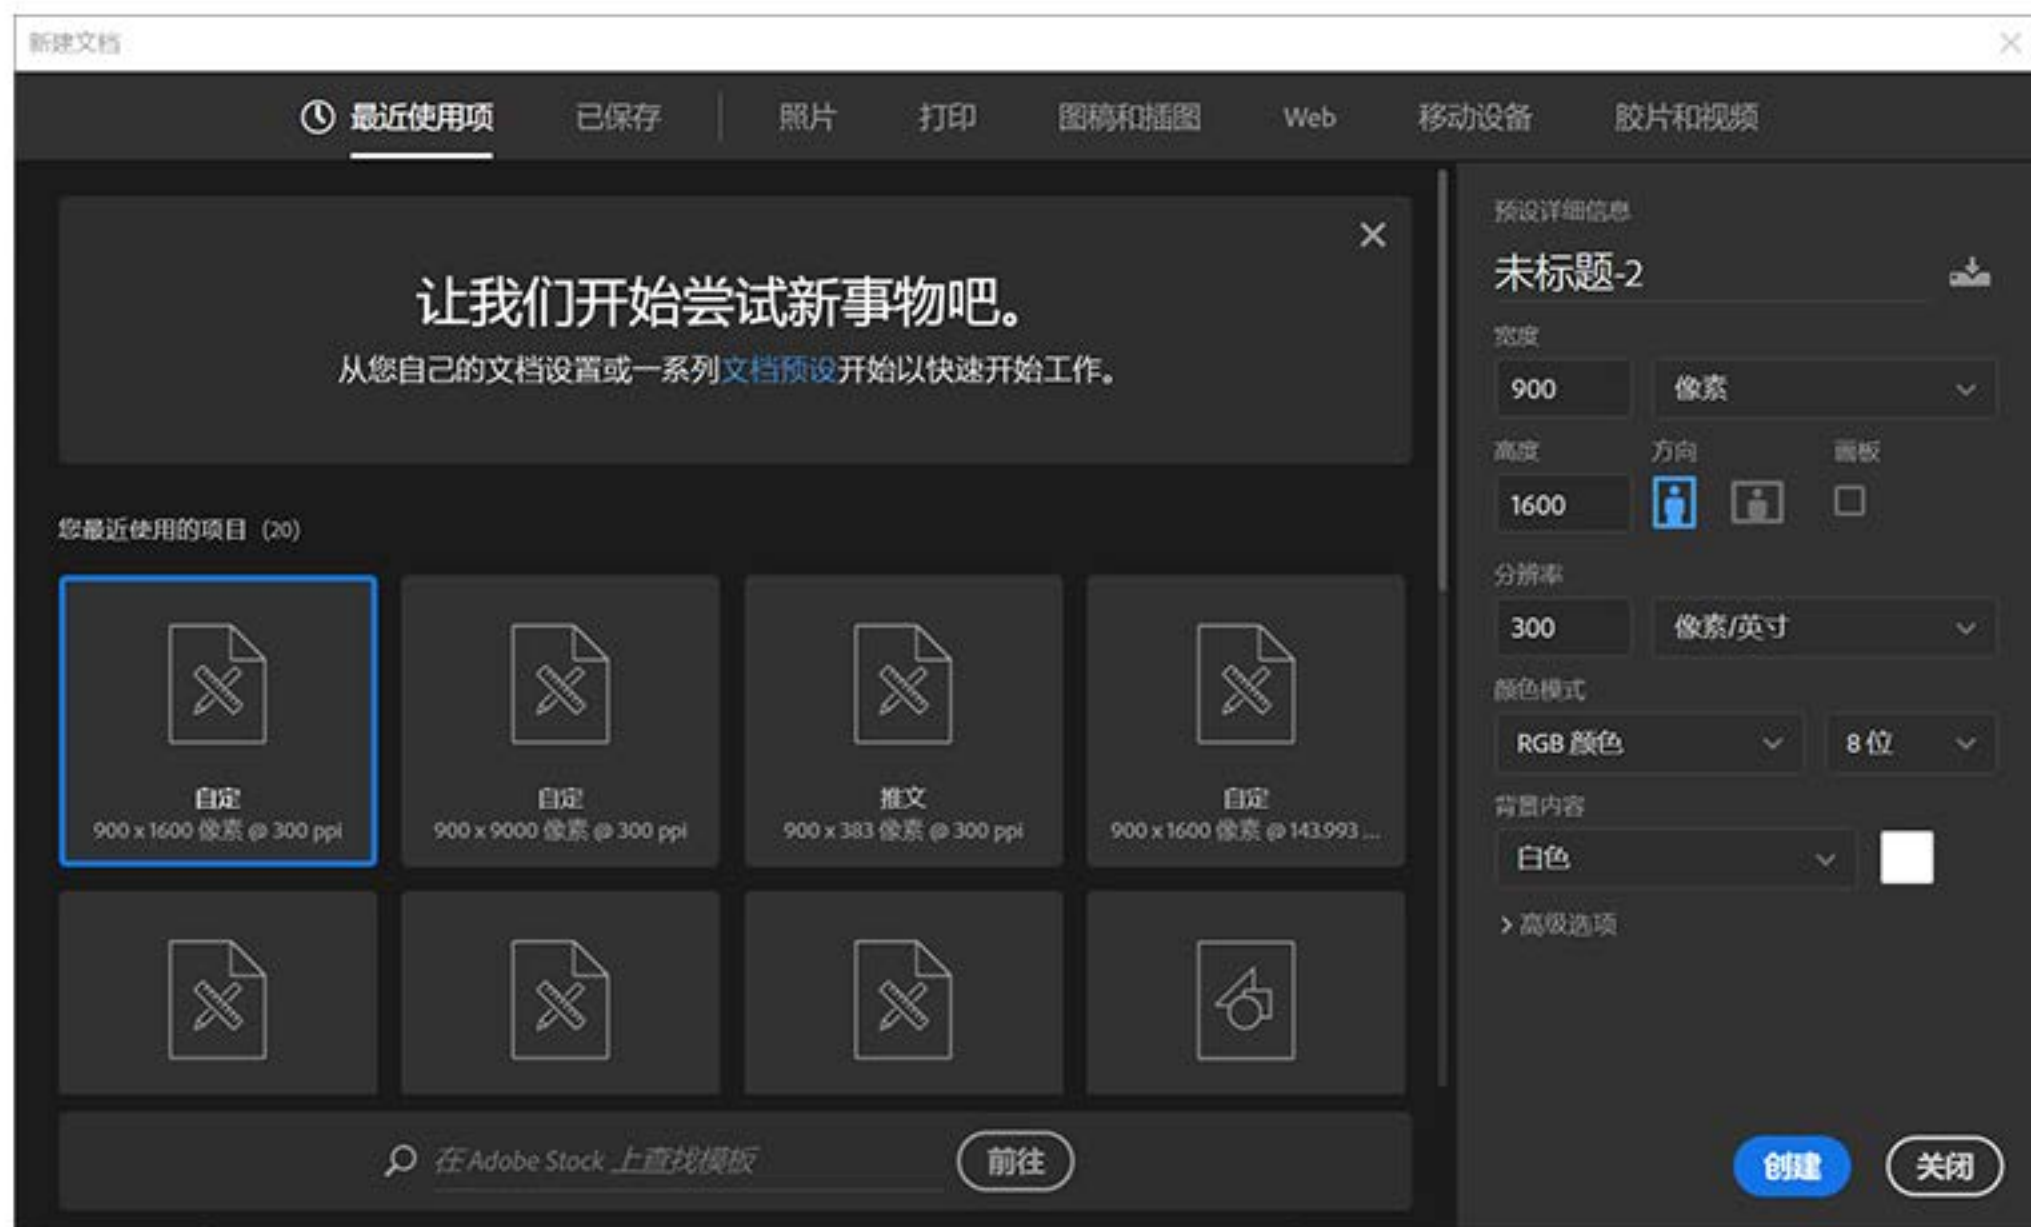 新建文档
最近使用项 已保存 照片 打印 图稿和插图 Web 移动设备 胶片和视频
让我们开始尝试新事物吧。
从您自己的文档设置或一系列文档预设开始以快速开始工作。
您最近使用的项目 (20)
自定
900 x 1600 像素 @ 300 ppi
自定
900 x 9000 像素 @ 300 ppi
推文
900 x 383 像素 @ 300 ppi
自定
900 x 1600 像素 @ 143.993 ...
在 Adobe Stock 上查找模板
前往
预设详细信息
未标题-2
宽度
900 像素
高度 方向 画板
1600
分辨率
300 像素/英寸
颜色模式
RGB 颜色 8 位
背景内容
白色
高级选项
创建 关闭